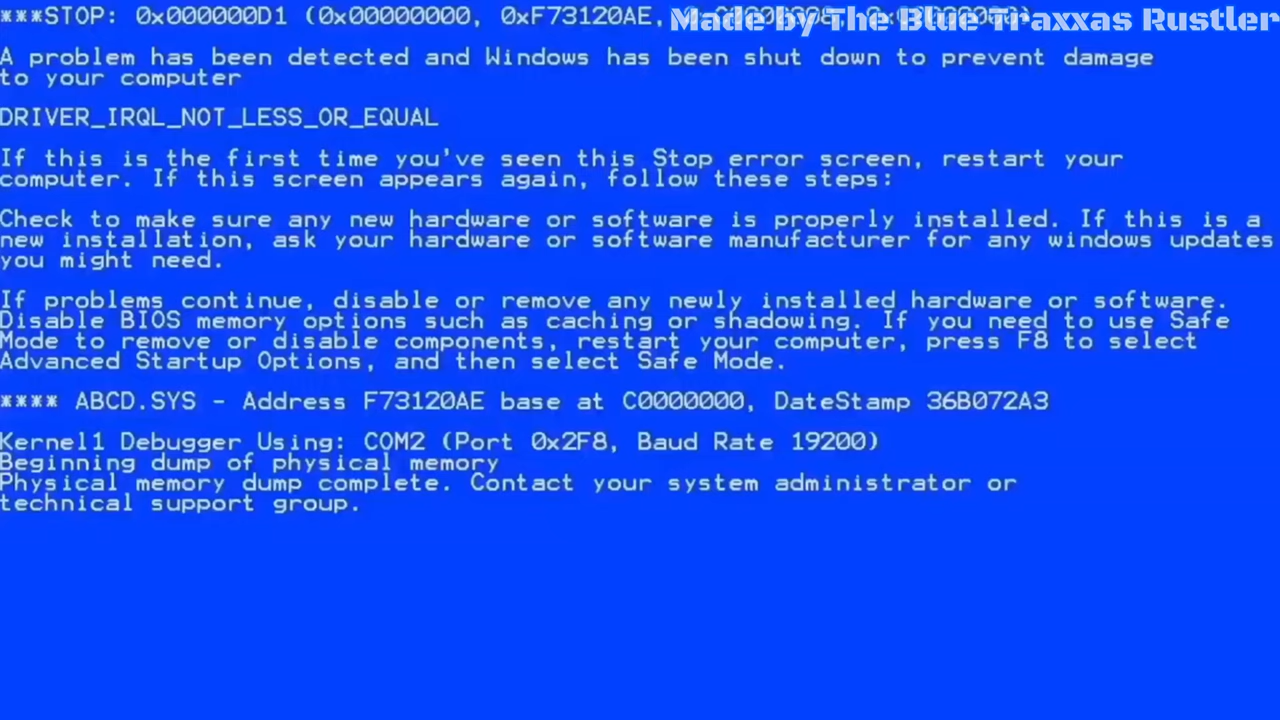 ***STOP: 0x000000D1 (0x00000000, 0xF73120AE,
Made by The Blue Traxxas Rustler
A problem has been detected and Windows has been shut down to prevent damage
to your computer
DRIVER_IRQL_NOT_LESS_OR_EQUAL
If this is the first time you've seen this Stop error screen, restart your
computer. If this screen appears again, follow these steps:
Check to make sure any new hardware or software is properly installed. If this is a
new installation, ask your hardware or software manufacturer for any windows updates
you might need.
If problems continue, disable or remove any newly installed hardware or software.
Disable BIOS memory options such as caching or shadowing. If you need to use Safe
Mode to remove or disable components, restart your computer, press F8 to select
Advanced Startup Options, and then select Safe Mode.
**** ABCD.SYS - Address F73120AE base at C0000000, DateStamp 36B072A3
Kernel1 Debugger Using: COM2 (Port 0x2F8, Baud Rate 19200)
Beginning dump of physical memory
Physical memory dump complete. Contact your system administrator or
technical support group.